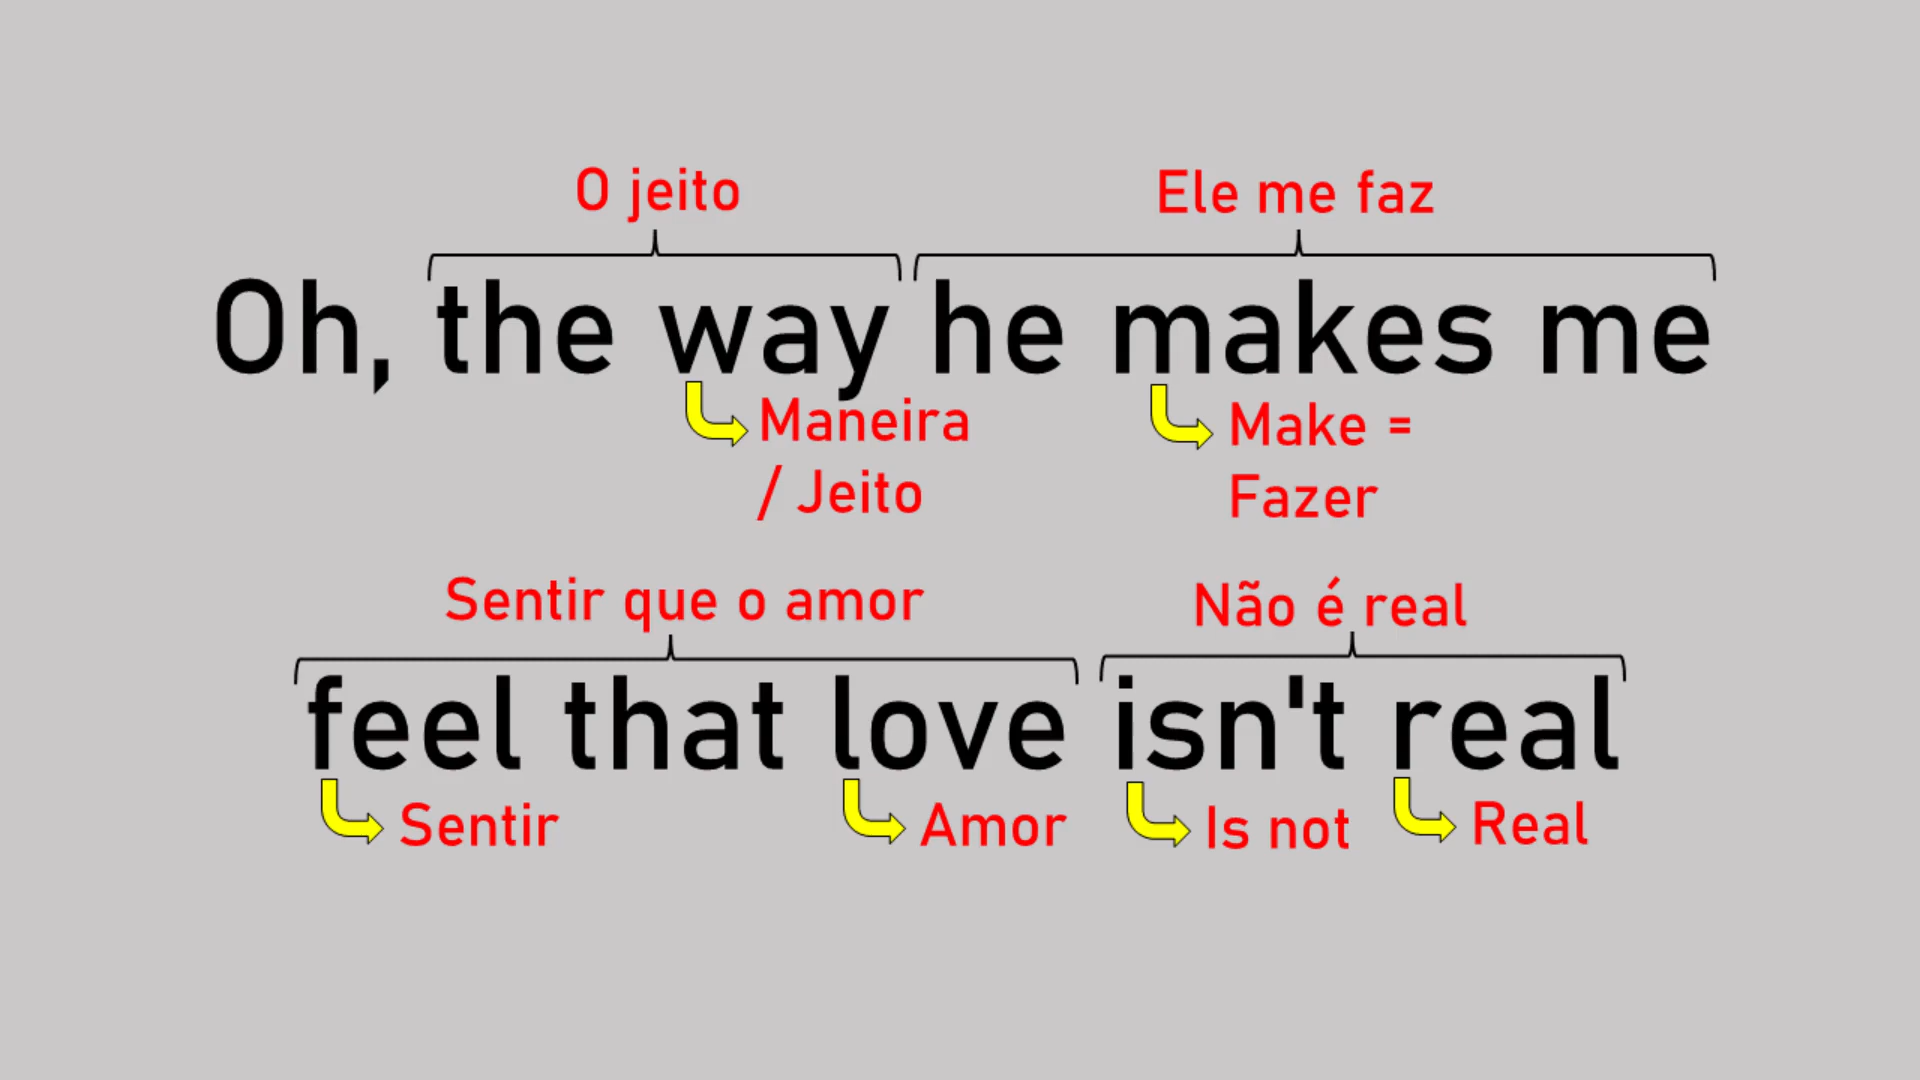 O jeito Ele me faz
Oh, the way he makes me
Maneira Make =
/ Jeito Fazer
Sentir que o amor Não é real
feel that love isn't real
Sentir Amor Is not Real